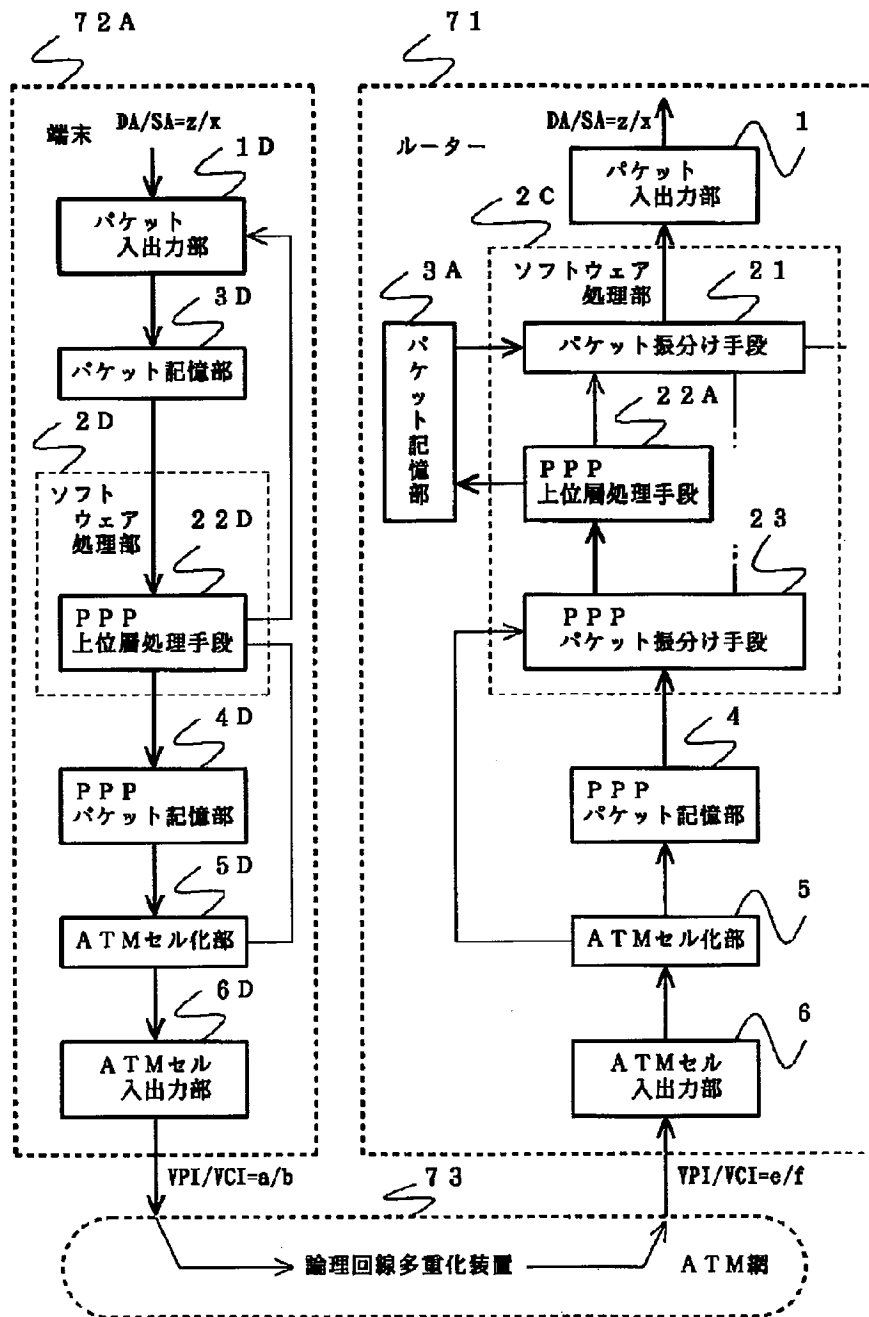 ７２Ａ
端末
DA/SA=z/x
１Ｄ
パケット
入出力部
３Ｄ
パケット記憶部
２Ｄ
ソフト
ウェア
処理部
２２Ｄ
ＰＰＰ
上位層処理手段
４Ｄ
ＰＰＰ
パケット記憶部
５Ｄ
ＡＴＭセル化部
６Ｄ
ＡＴＭセル
入出力部
VPI/VCI=a/b
７１
ルーター
DA/SA=z/x
１
パケット
入出力部
２Ｃ
ソフトウェア
処理部
３Ａ
パケット記憶部
２１
パケット振分け手段
２２Ａ
ＰＰＰ
上位層処理手段
２３
ＰＰＰ
パケット振分け手段
４
ＰＰＰ
パケット記憶部
５
ＡＴＭセル化部
６
ＡＴＭセル
入出力部
VPI/VCI=e/f
７３
論理回線多重化装置
ＡＴＭ網